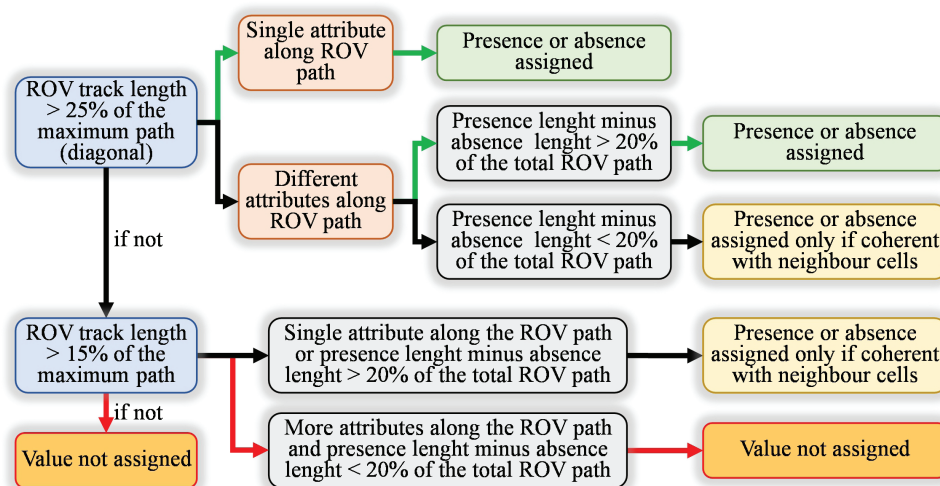 ROV track length
> 25% of the
maximum path
(diagonal)
Single attribute
along ROV
path
Presence or absence
assigned
Different
attributes along
ROV path
Presence lenght minus
absence lenght > 20%
of the total ROV path
Presence or absence
assigned
Presence lenght minus
absence lenght < 20%
of the total ROV path
Presence or absence
assigned only if coherent
with neighbour cells
if not
ROV track length
> 15% of the
maximum path
Single attribute along the ROV path
or presence lenght minus absence
lenght > 20% of the total ROV path
Presence or absence
assigned only if coherent
with neighbour cells
if not
Value not assigned
More attributes along the ROV path
and presence lenght minus absence
lenght < 20% of the total ROV path
Value not assigned